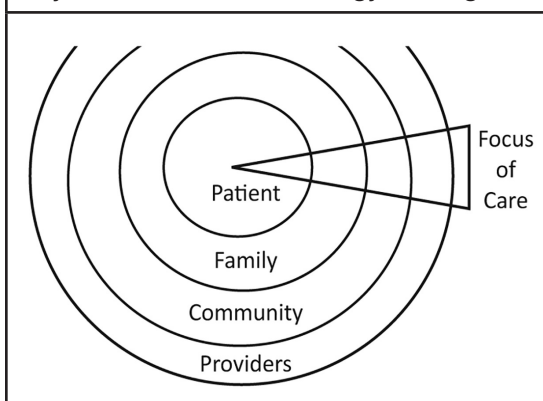 Patient
Family
Community
Providers
Focus
of
Care